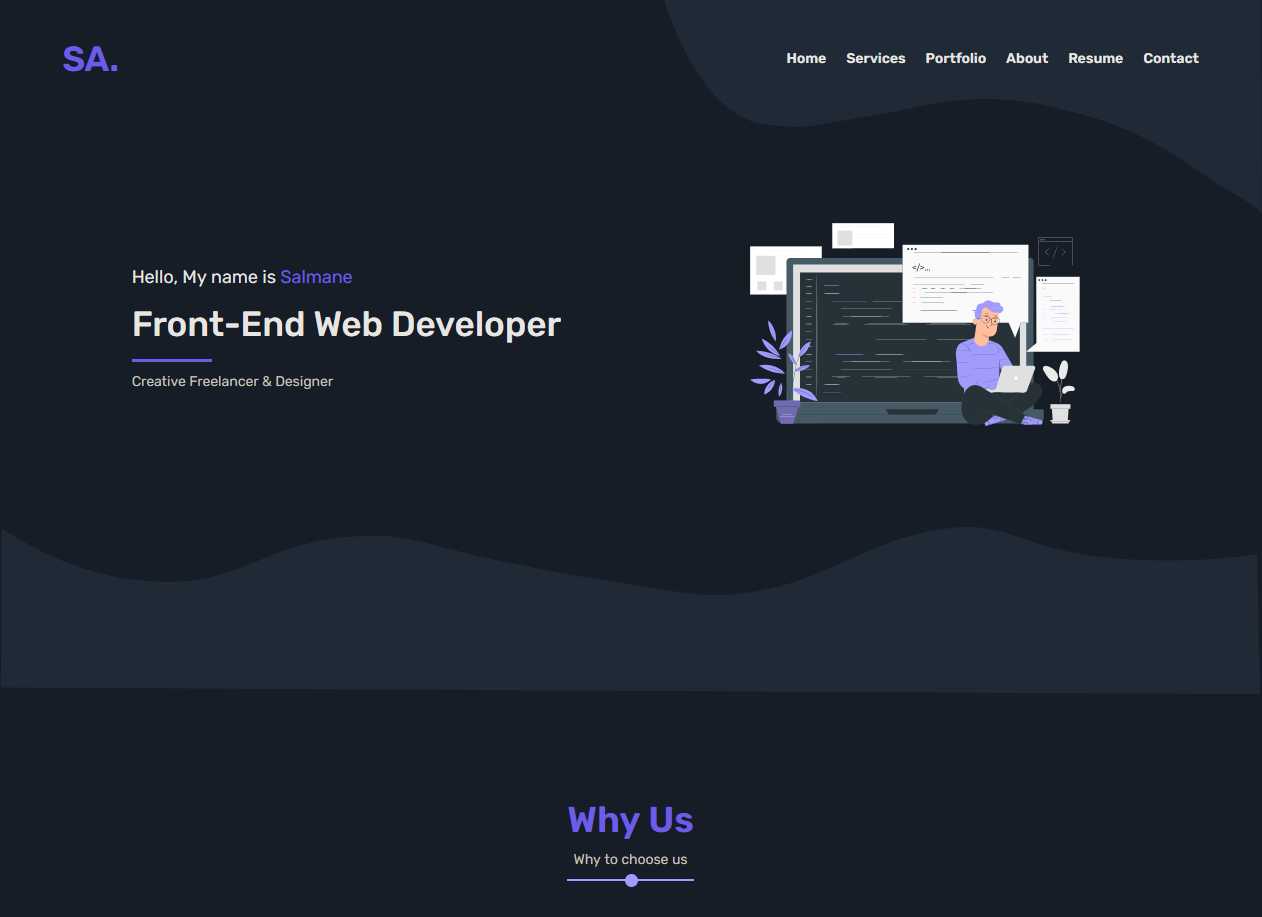 SA.
Home Services Portfolio About Resume Contact
Hello, My name is Salmane
Front-End Web Developer
Creative Freelancer & Designer
</>...
</>
Why Us
Why to choose us